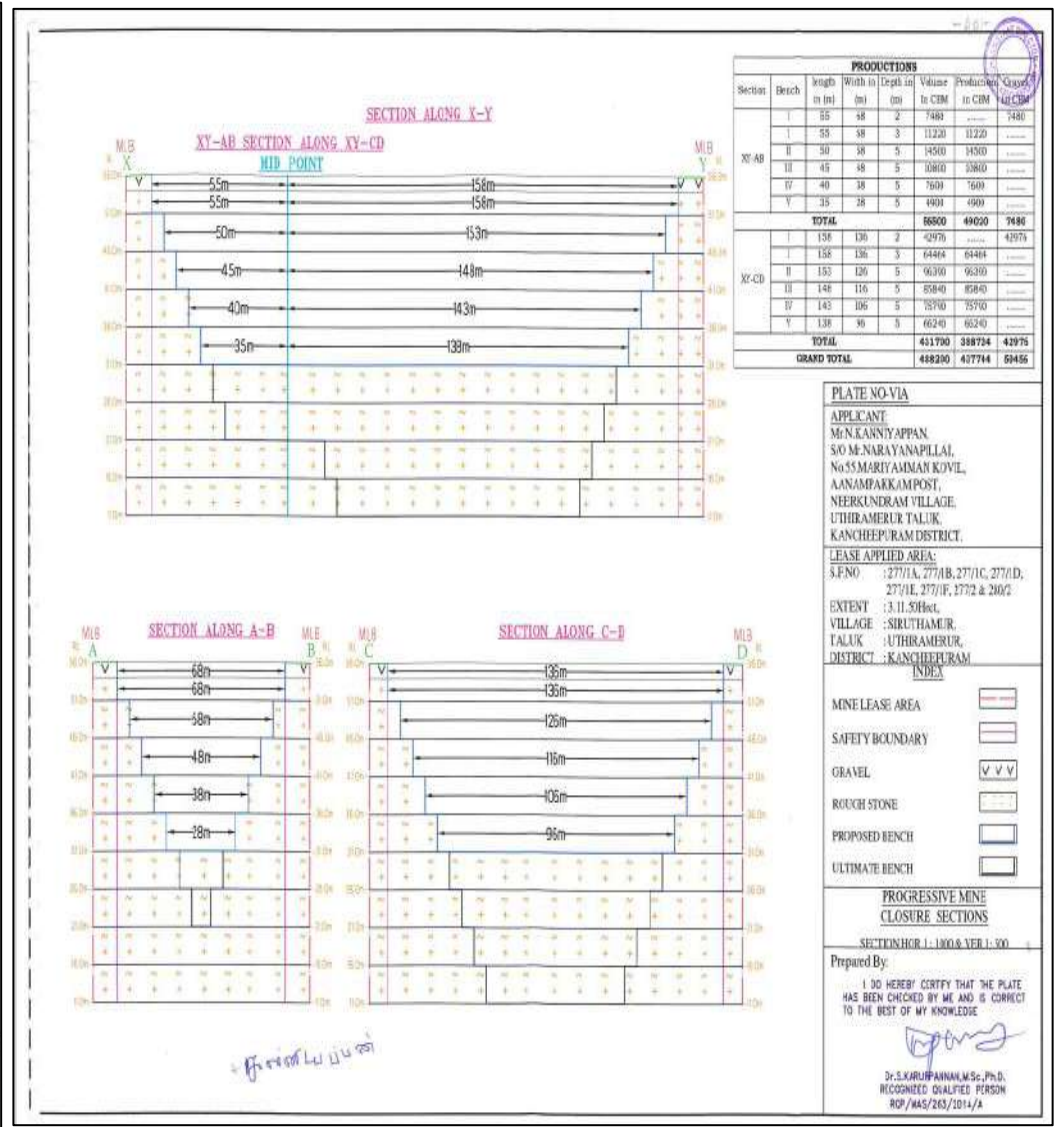 PRODUCTIONS
Section Bench length in (m) Width in (m) Depth in (m) Volume In CBM Production in CBM Gravel in CBM
XY-AB
I 55 68 2 7480 ...... 7480
I 55 68 3 11220 11220 ......
II 50 58 5 14500 14500 ......
III 45 48 5 10800 10800 ......
IV 40 38 5 7600 7600 ......
V 35 28 5 4900 4900 ......
TOTAL 56500 49020 7480
XY-CD
I 158 136 2 42976 ...... 42976
I 158 136 3 64464 64464 ......
II 153 126 5 96390 96390 ......
III 148 116 5 85840 85840 ......
IV 143 106 5 75790 75790 ......
V 138 96 5 66240 66240 ......
TOTAL 431700 388724 42976
GRAND TOTAL 488200 437744 50456
SECTION ALONG X-Y
XY-AB SECTION ALONG XY-CD
MID POINT
MLB MLB
X Y
55m 158m
55m 158m
50m 153m
45m 148m
40m 143m
35m 138m
SECTION ALONG A-B
MLB MLB
A B
68m
68m
58m
48m
38m
28m
SECTION ALONG C-D
MLB MLB
C D
136m
136m
126m
116m
106m
96m
PLATE NO-VIA
APPLICANT:
Mr.N.KANNIYAPPAN,
S/O Mr.NARAYANAPILLAI,
No.55.MARIYAMMAN KOVIL,
AANAMPAKKAM POST,
NEERKUNDRAM VILLAGE,
UTHIRAMERUR TALUK,
KANCHEEPURAM DISTRICT,
LEASE APPLIED AREA:
S.F.NO : 277/1A, 277/1B, 277/1C, 277/1D,
277/1E, 277/1F, 277/2 & 280/2
EXTENT : 3.11.50Hect,
VILLAGE : SIRUTHAMUR,
TALUK : UTHIRAMERUR,
DISTRICT : KANCHEEPURAM
INDEX
MINE LEASE AREA
SAFETY BOUNDARY
GRAVEL
ROUGH STONE
PROPOSED BENCH
ULTIMATE BENCH
PROGRESSIVE MINE
CLOSURE SECTIONS
SECTION HOR 1 : 1000 & VER 1: 500
Prepared By:
I DO HEREBY CERTIFY THAT THE PLATE
HAS BEEN CHECKED BY ME AND IS CORRECT
TO THE BEST OF MY KNOWLEDGE
Dr.S.KARUPPANNAN,M.Sc.,Ph.D.
RECOGNIZED QUALIFIED PERSON
RQP/MAS/263/2014/A